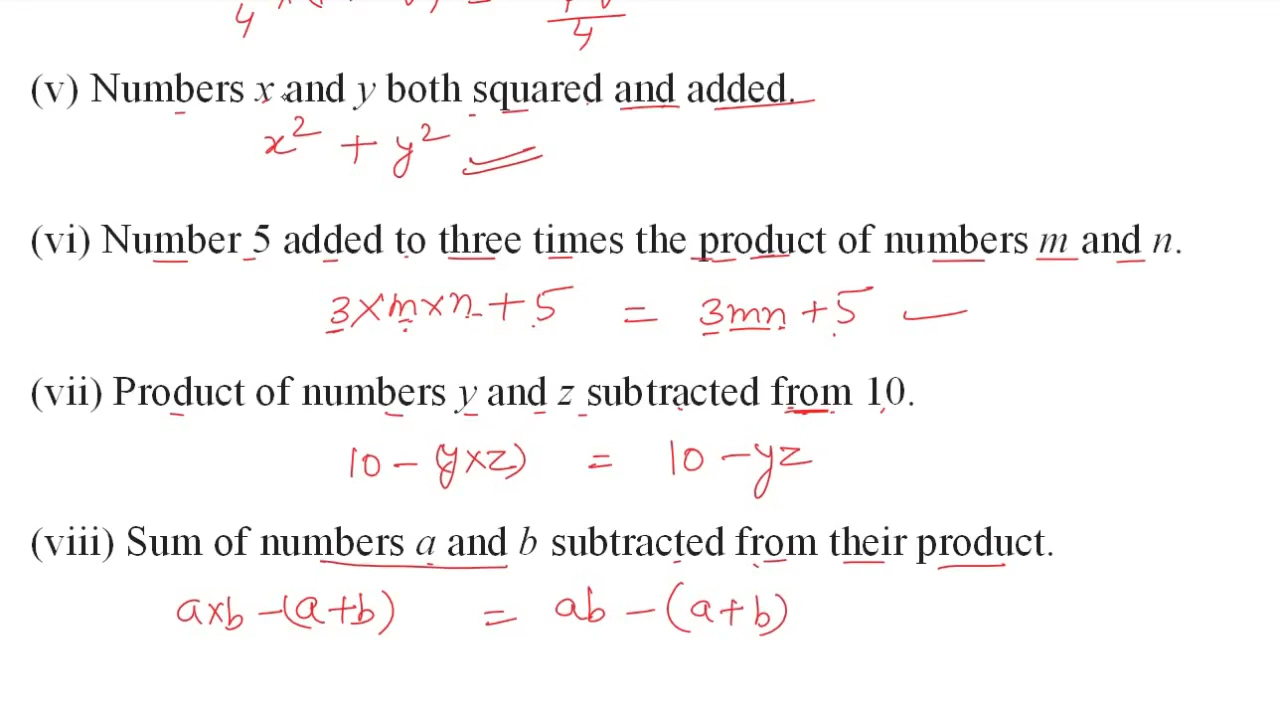 4
4
(v) Numbers x and y both squared and added.
x² + y²
(vi) Number 5 added to three times the product of numbers m and n.
3×m×n+5 = 3mn+5
(vii) Product of numbers y and z subtracted from 10.
10-(y×z) = 10-yz
(viii) Sum of numbers a and b subtracted from their product.
a×b-(a+b) = ab-(a+b)